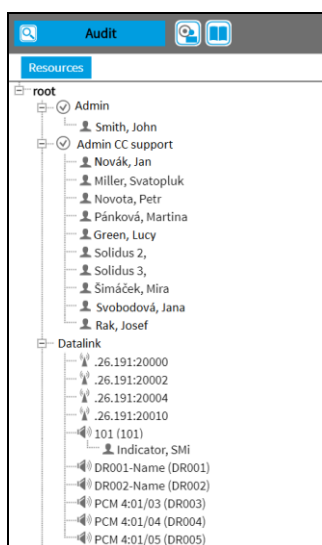 Audit
Resources
root
Admin
Smith, John
Admin CC support
Novák, Jan
Miller, Svatopluk
Novota, Petr
Pánková, Martina
Green, Lucy
Solidus 2,
Solidus 3,
Šimáček, Mira
Svobodová, Jana
Rak, Josef
Datalink
.26.191:20000
.26.191:20002
.26.191:20004
.26.191:20010
101 (101)
Indicator, SMi
DR001-Name (DR001)
DR002-Name (DR002)
PCM 4:01/03 (DR003)
PCM 4:01/04 (DR004)
PCM 4:01/05 (DR005)